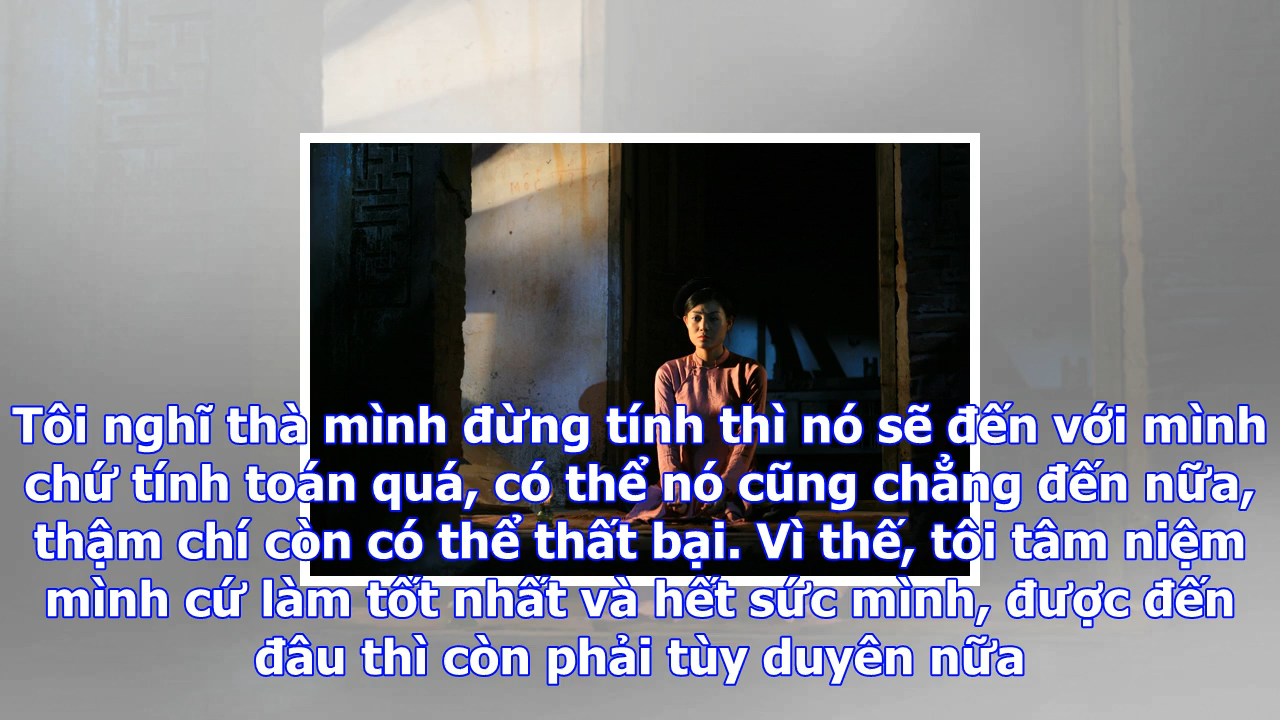 Tôi nghĩ thà mình đừng tính thì nó sẽ đến với mình
chứ tính toán quá, có thể nó cũng chẳng đến nữa,
thậm chí còn có thể thất bại. Vì thế, tôi tâm niệm
mình cứ làm tốt nhất và hết sức mình, được đến
đâu thì còn phải tùy duyên nữa